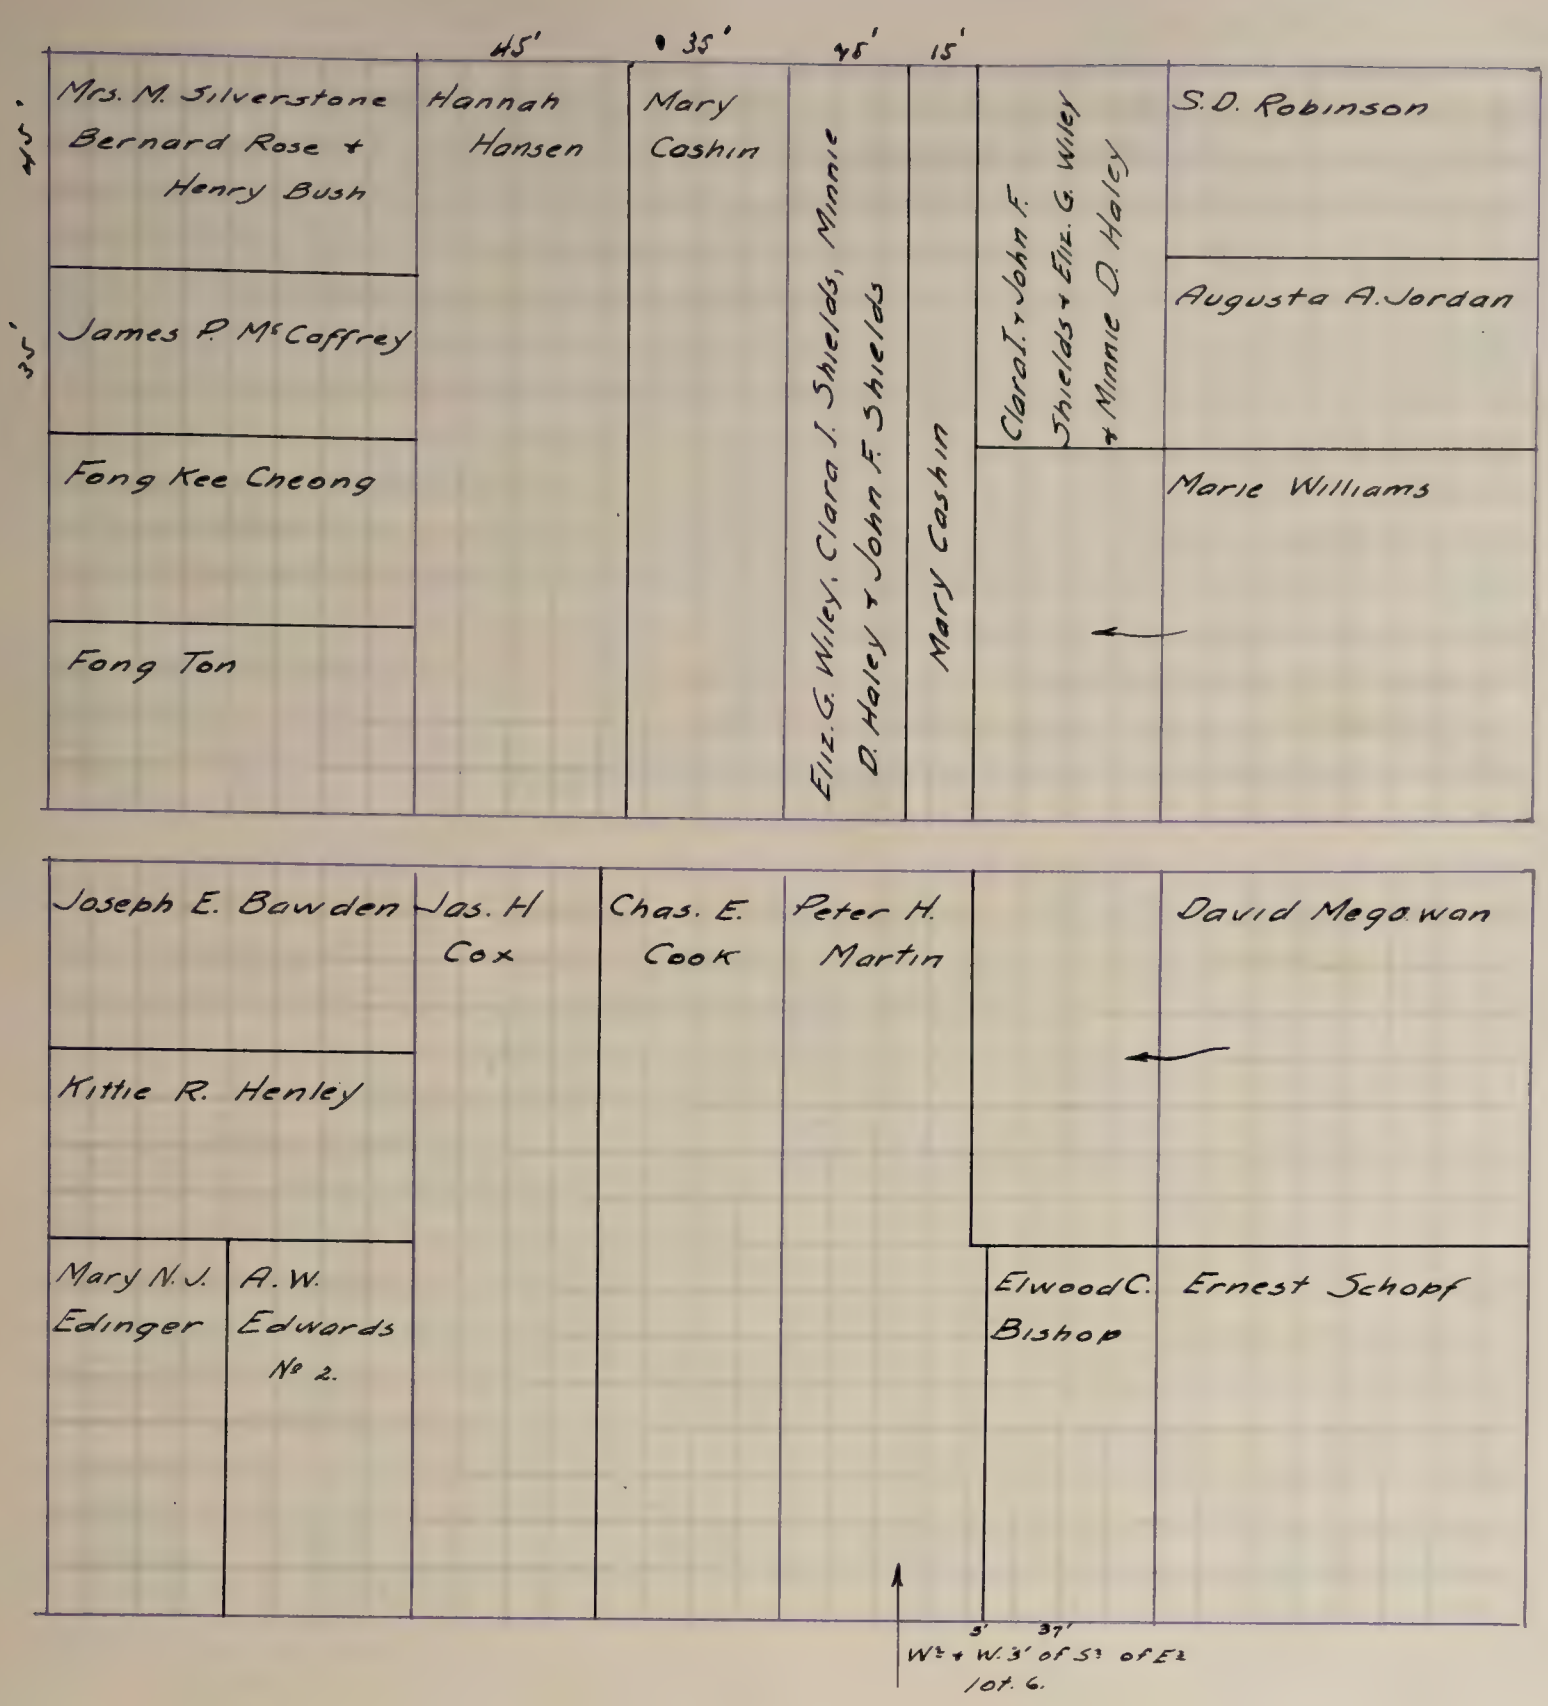 45' 35' 15'
45'
Mrs. M. Silverstone
Bernard Rose +
Henry Bush
35'
James P. McCaffrey
Fong Kee Cheong
Fong Ton
Hannah
Hansen
Mary
Cashin
Eliz. G. Wiley, Clara I. Shields, Minnie
D. Haley + John F. Shields
Mary Cashin
Clara I. + John F.
Shields + Eliz. G. Wiley
+ Minnie D. Haley
S.D. Robinson
Augusta A. Jordan
Marie Williams
Joseph E. Bawden
Kittie R. Henley
Mary N.J.
Edinger
A.W.
Edwards
No 2.
Jas. H
Cox
Chas. E.
Cook
Peter H.
Martin
David Megowan
Elwood C.
Bishop
Ernest Schopf
3' 37'
W½ + W. 3' of S½ of E½
lot. 6.